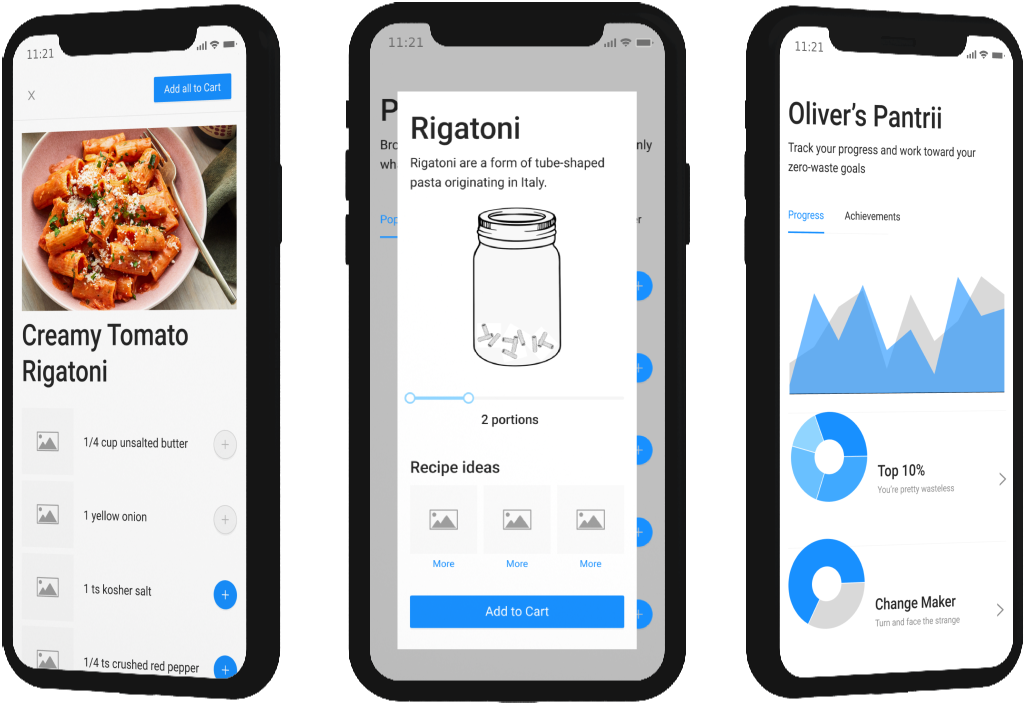 11:21
X
Add all to Cart
Creamy Tomato
Rigatoni
1/4 cup unsalted butter
+
1 yellow onion
+
1 ts kosher salt
+
1/4 ts crushed red pepper
+
11:21
P
Bro
nly
wh
Pop
er
Rigatoni
Rigatoni are a form of tube-shaped
pasta originating in Italy.
2 portions
Recipe ideas
More
More
More
Add to Cart
11:21
Oliver's Pantrii
Track your progress and work toward your
zero-waste goals
Progress
Achievements
Top 10%
You're pretty wasteless
Change Maker
Turn and face the strange